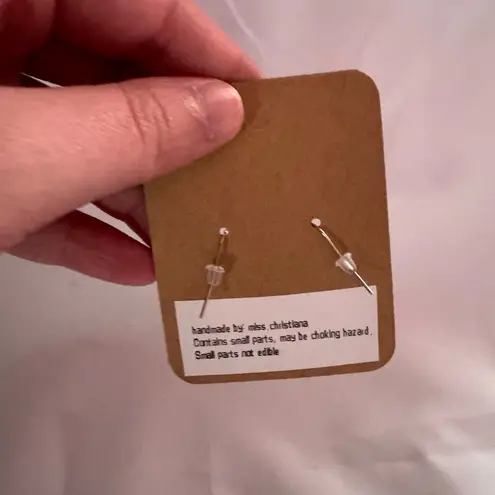 handmade by: miss.christiana
Contains small parts, may be choking hazard.
Small parts not edible